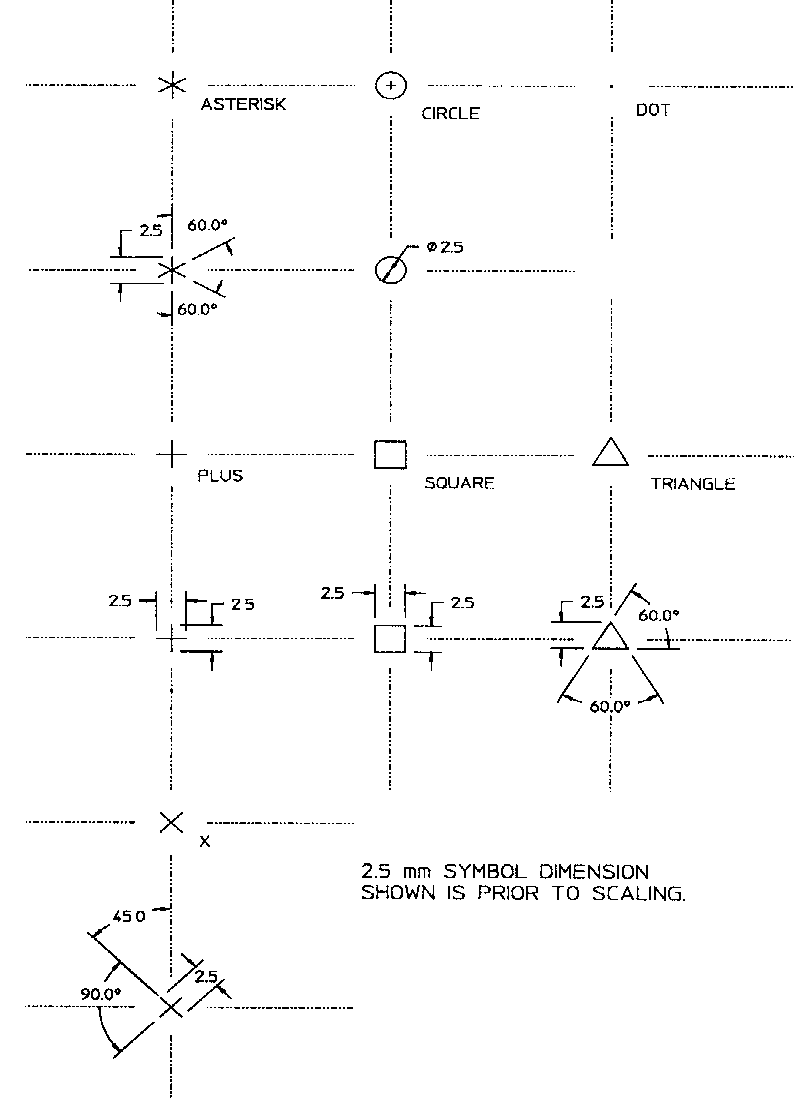 ASTERISK
CIRCLE
DOT
2.5
60.0°
60.0°
Ø 2.5
PLUS
SQUARE
TRIANGLE
2.5
2.5
2.5
2.5
2.5
60.0°
60.0°
X
2.5 mm SYMBOL DIMENSION
SHOWN IS PRIOR TO SCALING.
45.0
2.5
90.0°